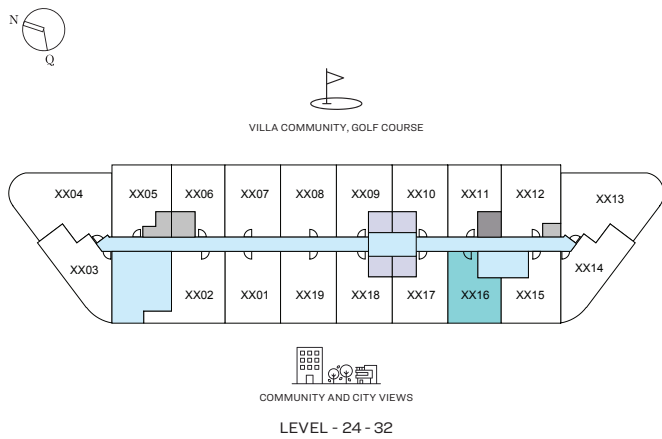 N
Q
VILLA COMMUNITY, GOLF COURSE
XX04 XX05 XX06 XX07 XX08 XX09 XX10 XX11 XX12 XX13
XX03 XX14
XX02 XX01 XX19 XX18 XX17 XX16 XX15
COMMUNITY AND CITY VIEWS
LEVEL - 24 - 32